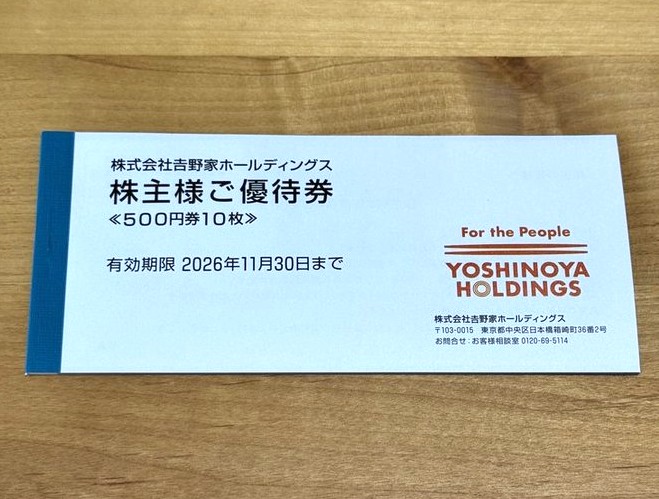 株式会社𠮷野家ホールディングス
株主様ご優待券
≪500円券10枚≫
有効期限 2026年11月30日まで
For the People
YOSHINOYA
HOLDINGS
株式会社𠮷野家ホールディングス
〒103-0015 東京都中央区日本橋箱崎町36番2号
お問合せ:お客様相談室 0120-69-5114